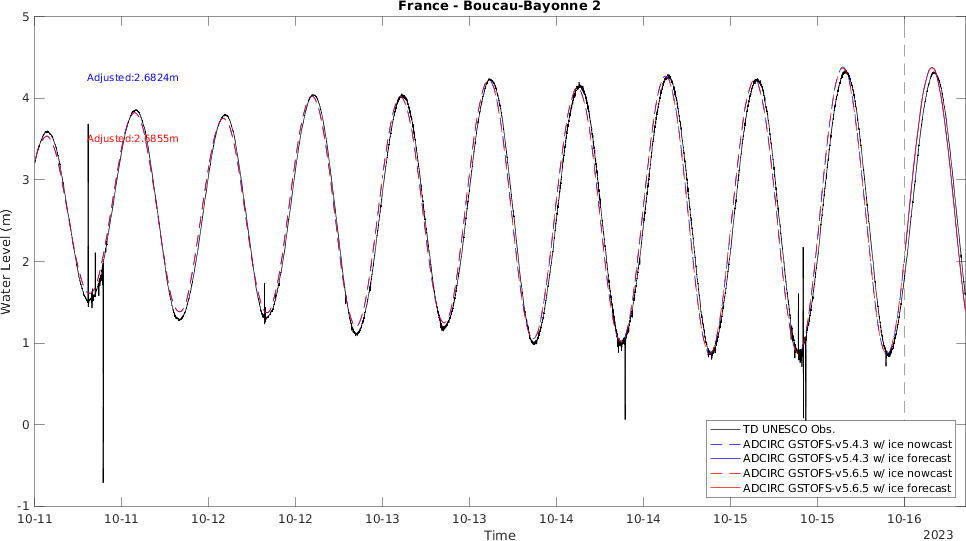 France - Boucau-Bayonne 2
5
Adjusted:2.6824m
4
Adjusted:2.6855m
3
2
1
0
-1
Water Level (m)
TD UNESCO Obs.
ADCIRC GSTOFS-v5.4.3 w/ ice nowcast
ADCIRC GSTOFS-v5.4.3 w/ ice forecast
ADCIRC GSTOFS-v5.6.5 w/ ice nowcast
ADCIRC GSTOFS-v5.6.5 w/ ice forecast
10-11 10-11 10-12 10-12 10-13 10-13 10-14 10-14 10-15 10-15 10-16
Time
2023